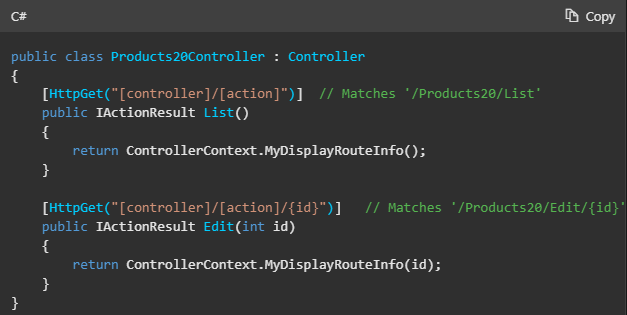 C#
Copy
public class Products20Controller : Controller
{
    [HttpGet("[controller]/[action]")]  // Matches '/Products20/List'
    public IActionResult List()
    {
        return ControllerContext.MyDisplayRouteInfo();
    }

    [HttpGet("[controller]/[action]/{id}")]   // Matches '/Products20/Edit/{id}'
    public IActionResult Edit(int id)
    {
        return ControllerContext.MyDisplayRouteInfo(id);
    }
}